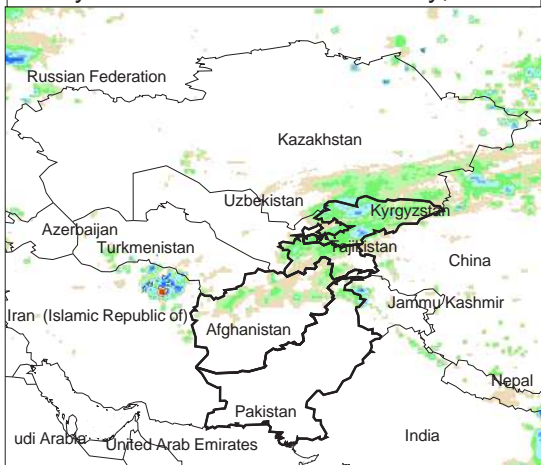 Russian Federation
Kazakhstan
Uzbekistan
Kyrgyzstan
Azerbaijan
Turkmenistan
Tajikistan
China
Iran (Islamic Republic of)
Jammu Kashmir
Afghanistan
Nepal
Pakistan
udi Arabia
United Arab Emirates
India